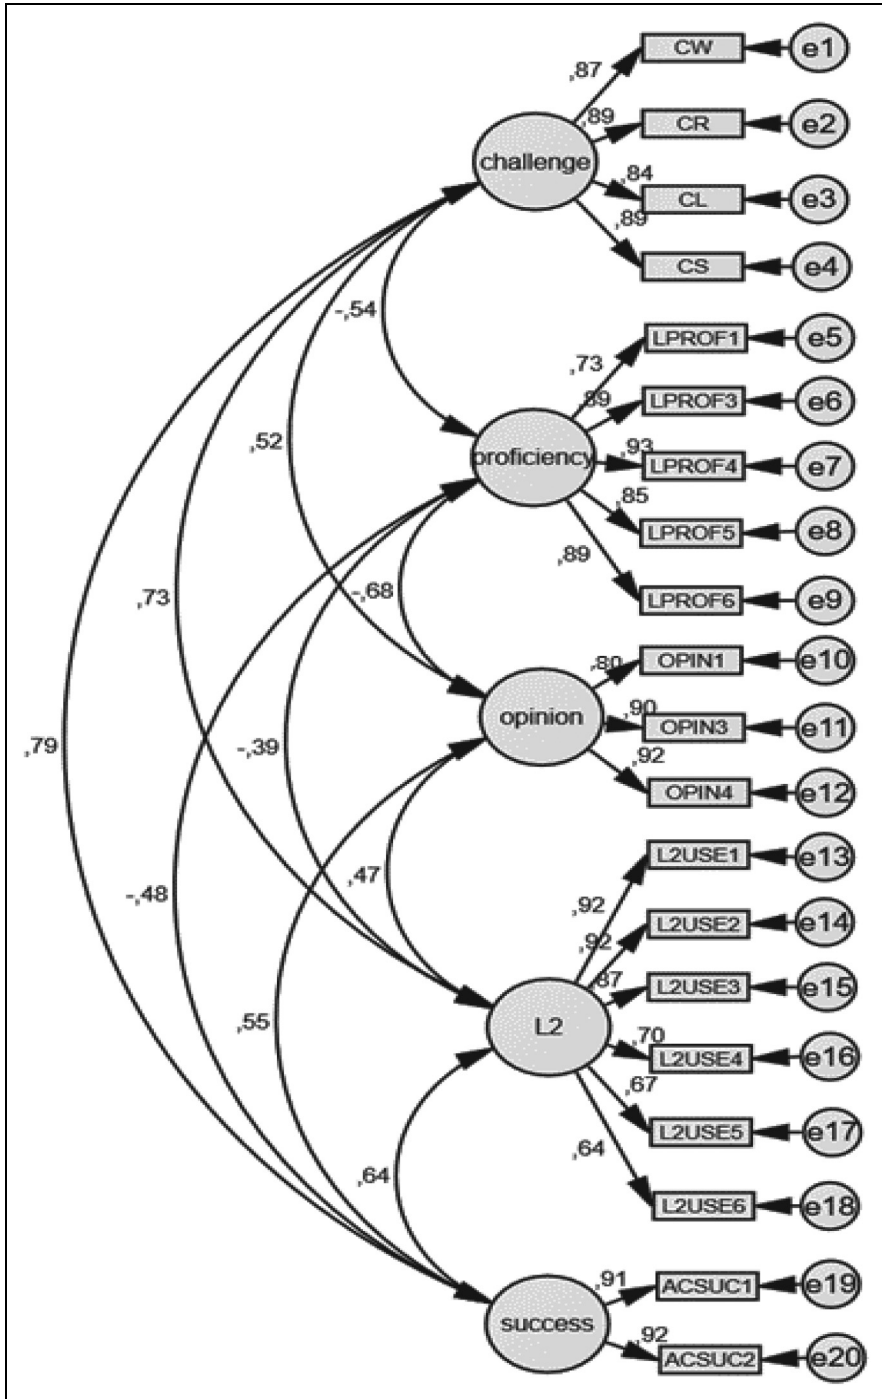 CW
e1
,87
,89
CR
e2
challenge
,84
CL
e3
,89
CS
e4
-,54
LPROF1
e5
,73
,89
LPROF3
e6
,52
proficiency
,93
LPROF4
e7
,85
LPROF5
e8
,89
-,68
,73
LPROF6
e9
,80
OPIN1
e10
opinion
,90
OPIN3
e11
,79
-,39
,92
OPIN4
e12
L2USE1
e13
-,48
,47
,92
L2USE2
e14
,92
,87
L2USE3
e15
,55
L2
,70
L2USE4
e16
,67
L2USE5
e17
,64
,64
L2USE6
e18
,91
ACSUC1
e19
success
,92
ACSUC2
e20